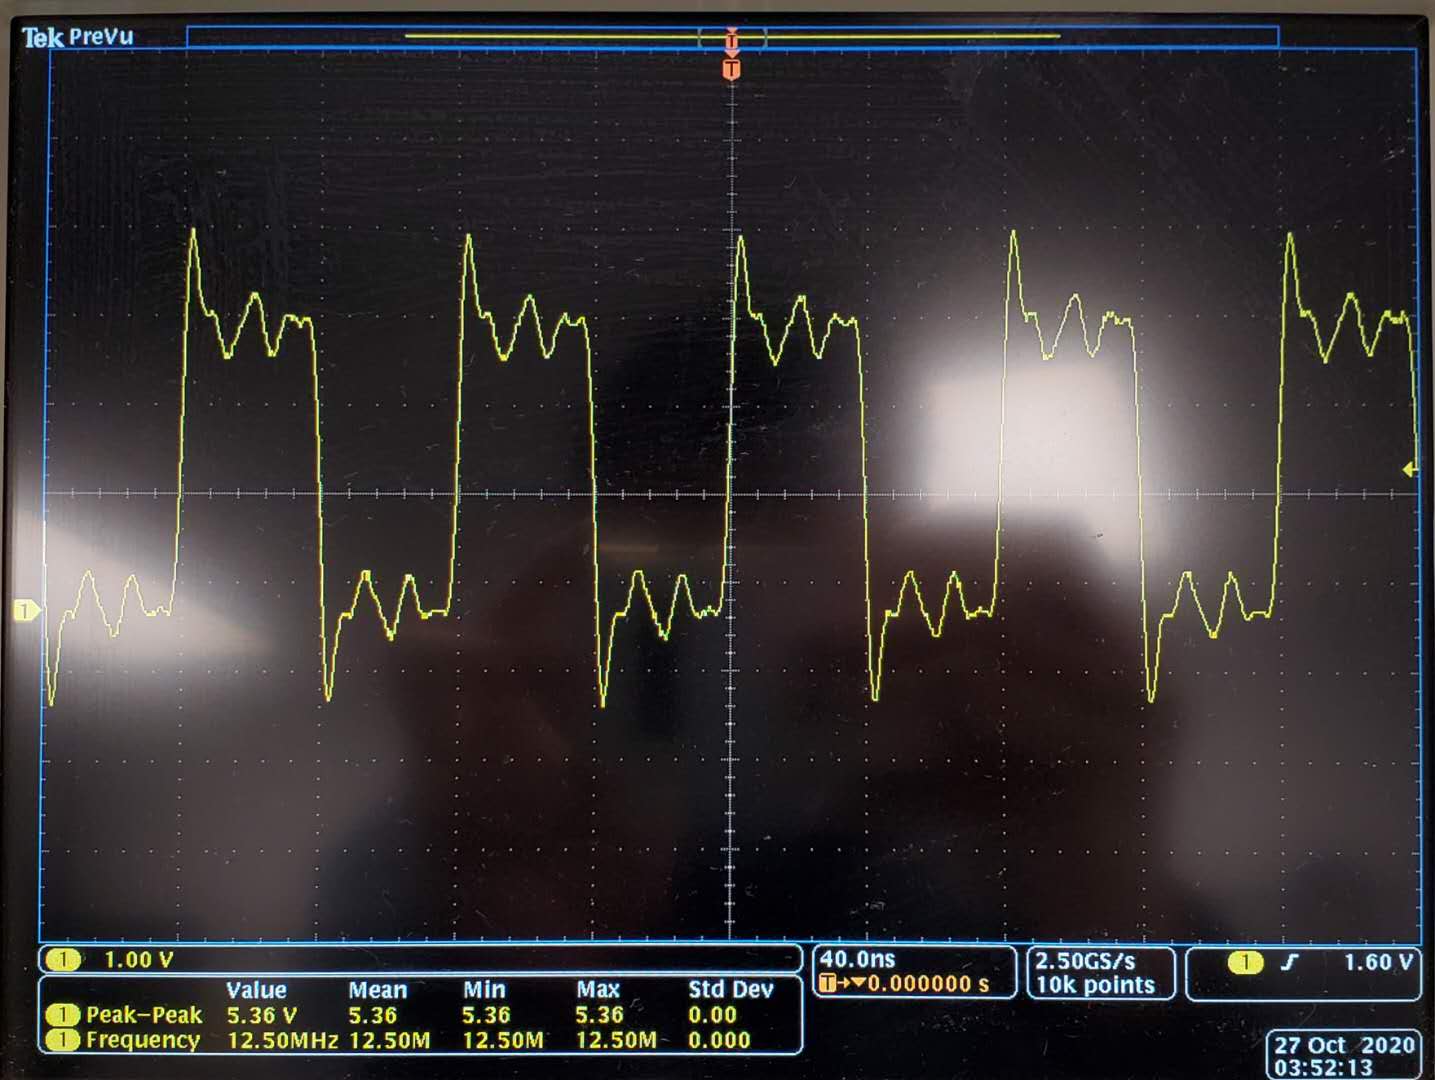 Tek PreVu
T
T
1
1 1.00 V
40.0ns
T→▼0.000000 s
2.50GS/s
10k points
1 1.60 V
Value Mean Min Max Std Dev
1 Peak-Peak 5.36 V 5.36 5.36 5.36 0.00
1 Frequency 12.50MHz 12.50M 12.50M 12.50M 0.000
27 Oct 2020
03:52:13